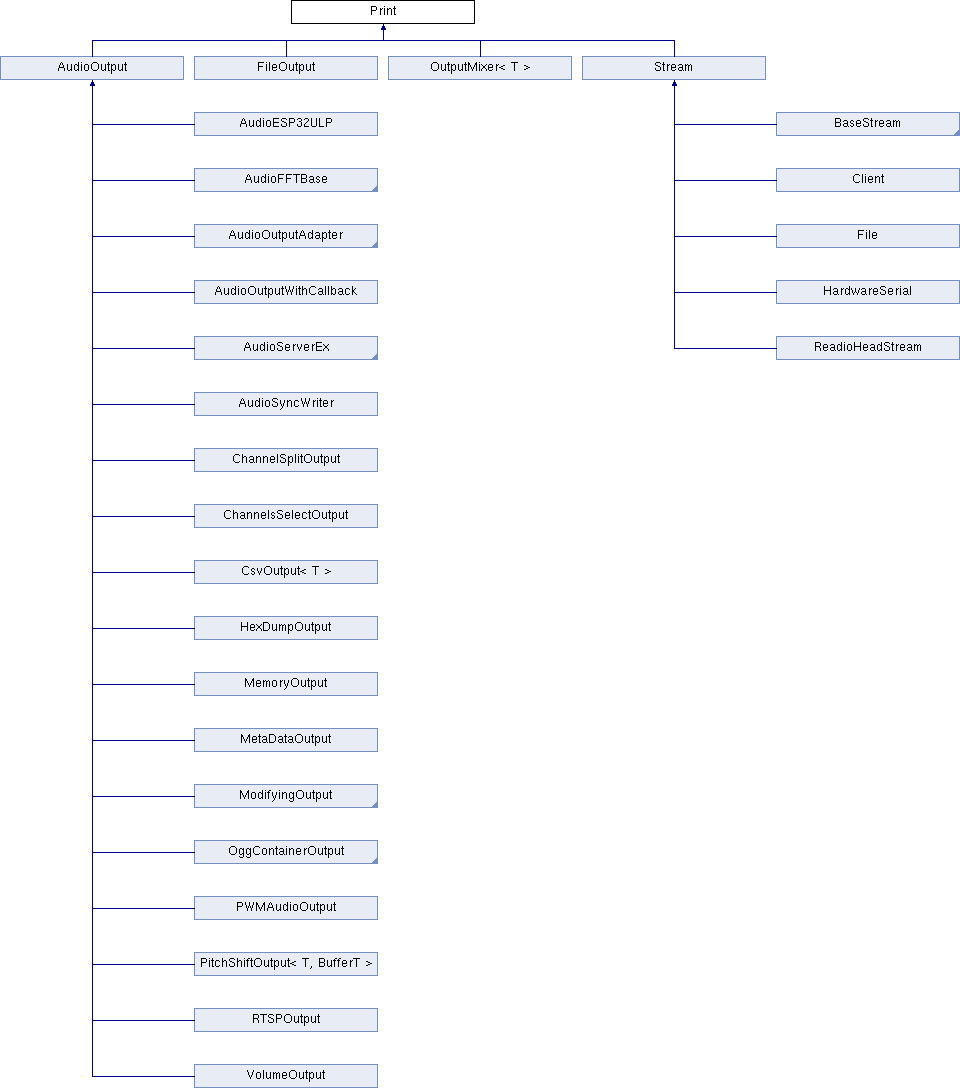 Print
AudioOutput
FileOutput
OutputMixer< T >
Stream
AudioESP32ULP
BaseStream
AudioFFTBase
Client
AudioOutputAdapter
File
AudioOutputWithCallback
HardwareSerial
AudioServerEx
ReadioHeadStream
AudioSyncWriter
ChannelSplitOutput
ChannelsSelectOutput
CsvOutput< T >
HexDumpOutput
MemoryOutput
MetaDataOutput
ModifyingOutput
OggContainerOutput
PWMAudioOutput
PitchShiftOutput< T, BufferT >
RTSPOutput
VolumeOutput